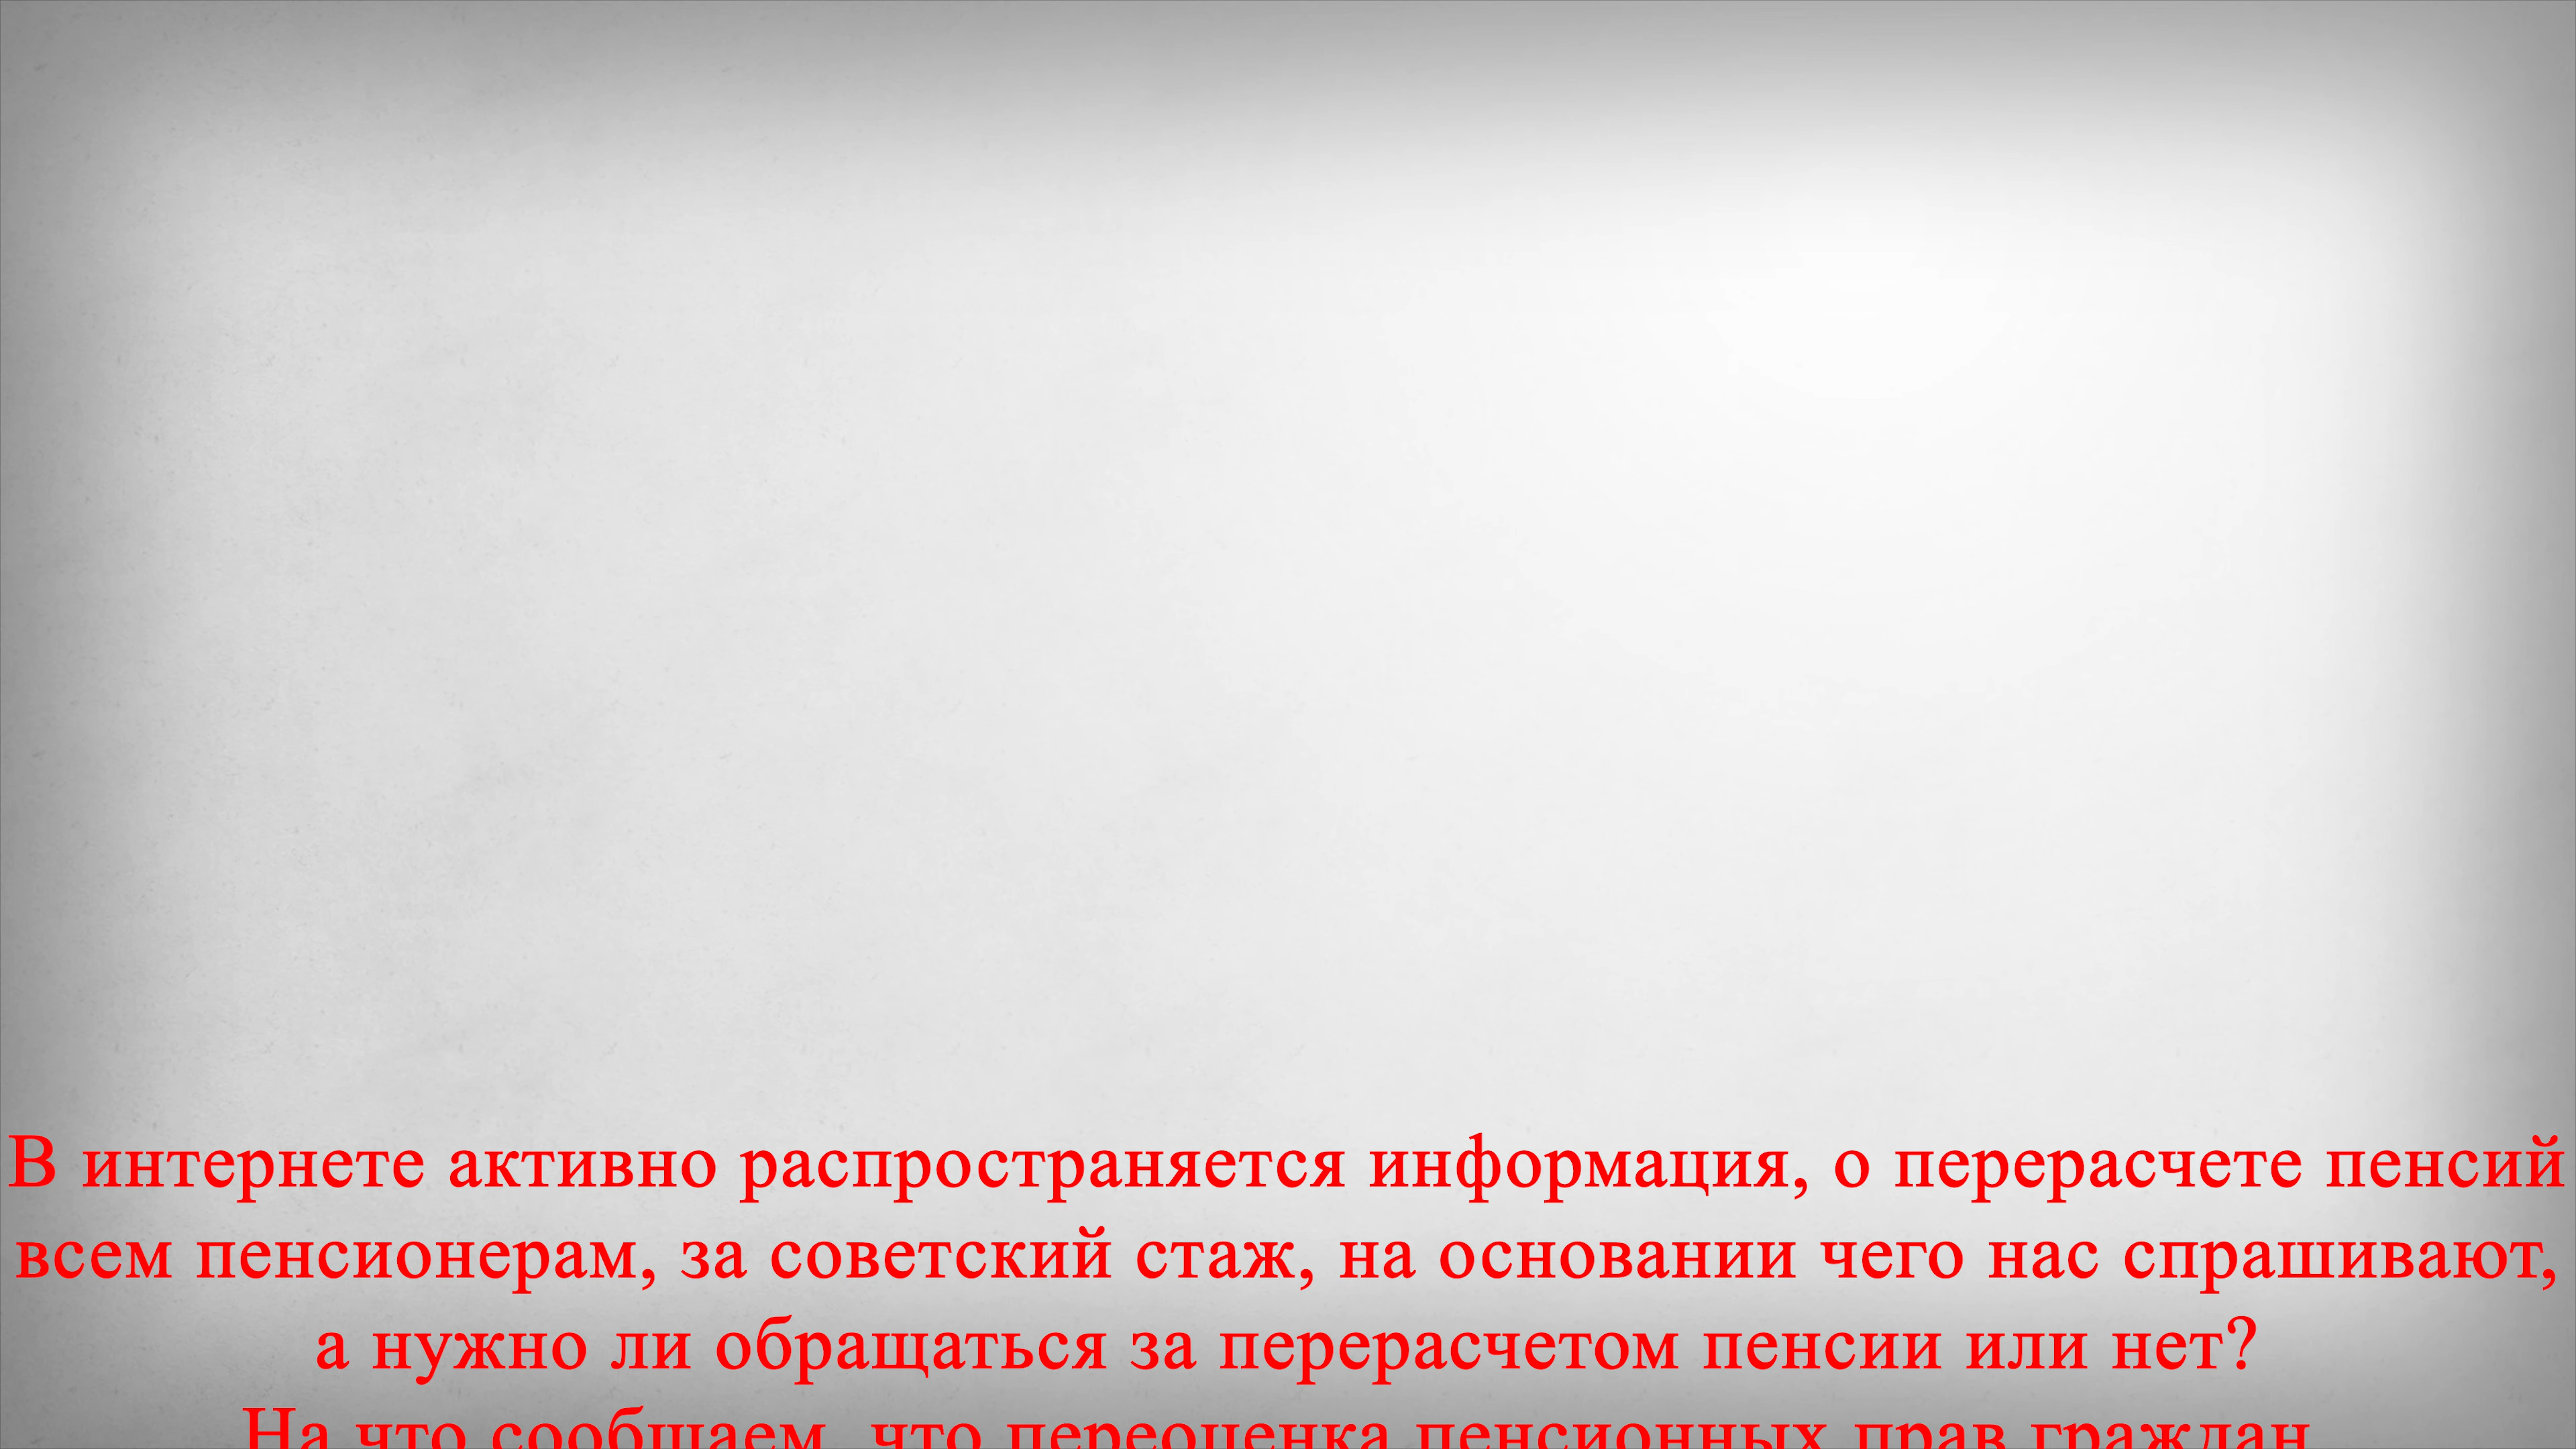 В интернете активно распространяется информация, о перерасчете пенсий
всем пенсионерам, за советский стаж, на основании чего нас спрашивают,
а нужно ли обращаться за перерасчетом пенсии или нет?
На что сообщаем, что переоценка пенсионных прав граждан